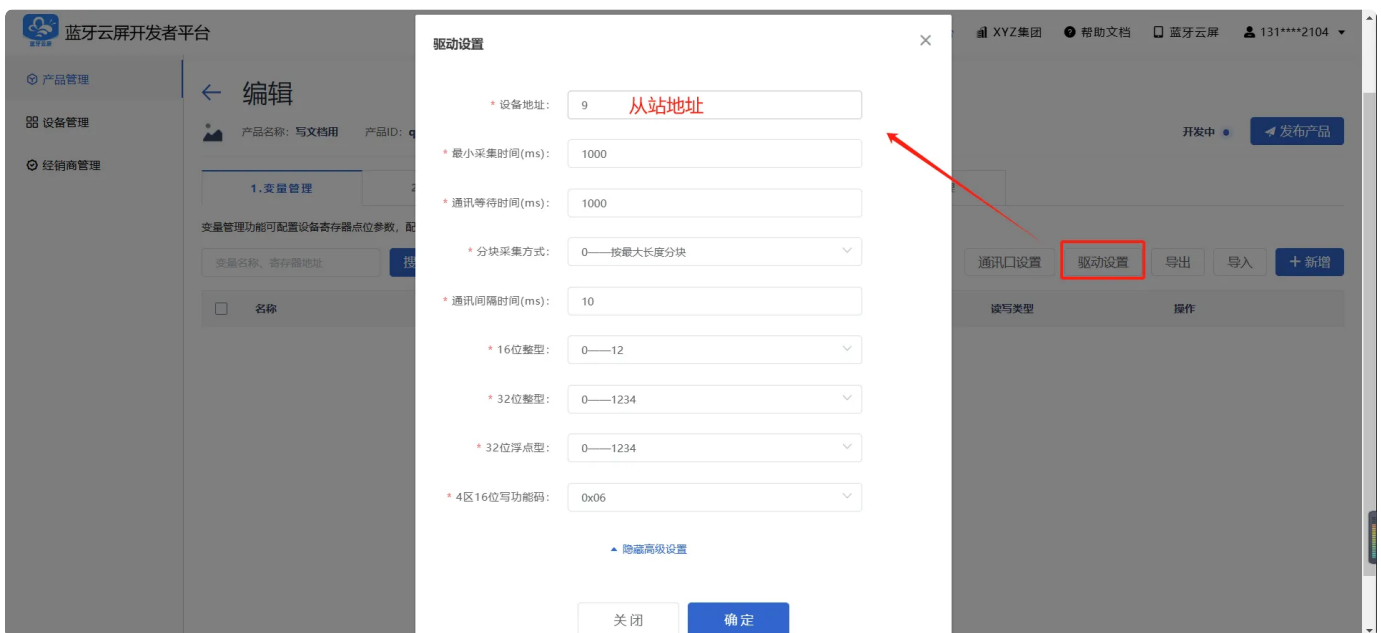 蓝牙云屏开发者平台
XYZ集团
帮助文档
蓝牙云屏
131****2104
产品管理
设备管理
经销商管理
编辑
产品名称：写文档用
产品ID：q
开发中
发布产品
1.变量管理
2
变量管理功能可配置设备寄存器点位参数，配
变量名称、寄存器地址
搜
通讯口设置
驱动设置
导出
导入
+ 新增
名称
读写类型
操作
驱动设置
* 设备地址：
9
从站地址
* 最小采集时间(ms)：
1000
* 通讯等待时间(ms)：
1000
* 分块采集方式：
0——按最大长度分块
* 通讯间隔时间(ms)：
10
* 16位整型：
0——12
* 32位整型：
0——1234
* 32位浮点型：
0——1234
* 4区16位写功能码：
0x06
隐藏高级设置
关闭
确定